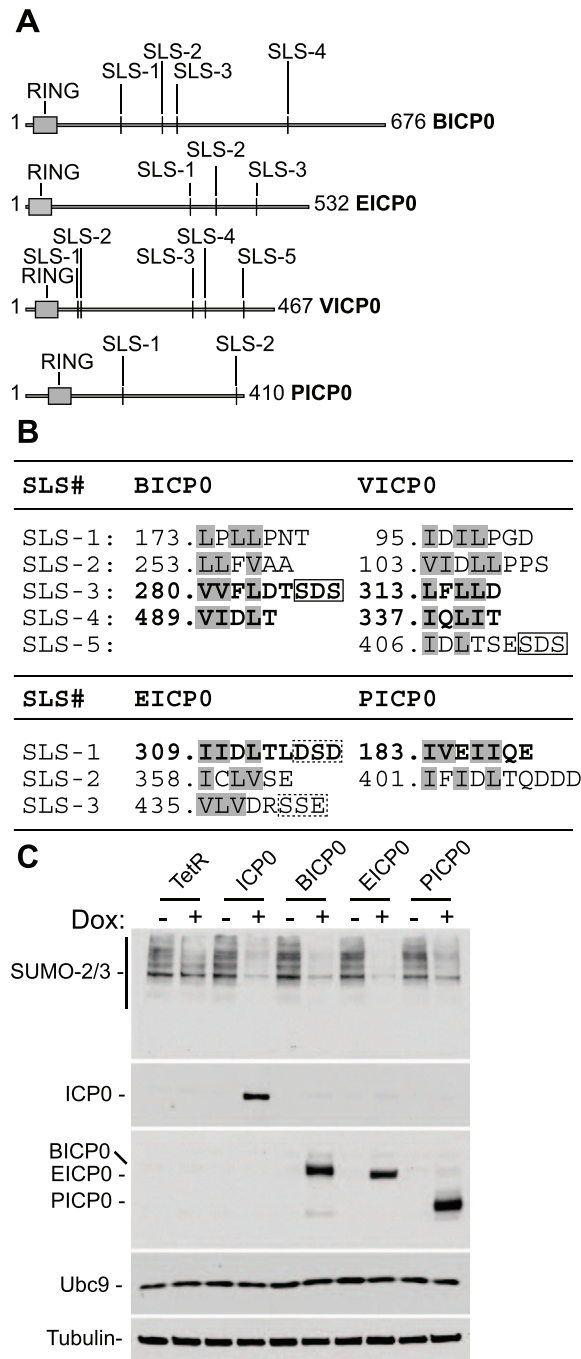 A
SLS-2
SLS-4
SLS-1
SLS-3
RING
1
676 BICP0
SLS-2
RING
SLS-1
SLS-3
1
532 EICP0
SLS-2
SLS-4
SLS-1
SLS-3
SLS-5
RING
1
467 VICP0
SLS-1
SLS-2
RING
1
410 PICP0
B
SLS# BICP0 VICP0
SLS-1: 173.LPLLPNT 95.IDILPGD
SLS-2: 253.LLFVAA 103.VIDLLPPS
SLS-3: 280.VVFLDTSDS 313.LFLLD
SLS-4: 489.VIDLT 337.IQLIT
SLS-5: 406.IDLTSESDS
SLS# EICP0 PICP0
SLS-1 309.IIDLTLDSD 183.IVEIIQE
SLS-2 358.ICLVSE 401.IFIDLTQDDD
SLS-3 435.VLVDRSSE
C
TetR ICP0 BICP0 EICP0 PICP0
Dox: - + - + - + - + - +
SUMO-2/3 -
ICP0 -
BICP0
EICP0 -
PICP0 -
Ubc9 -
Tubulin-